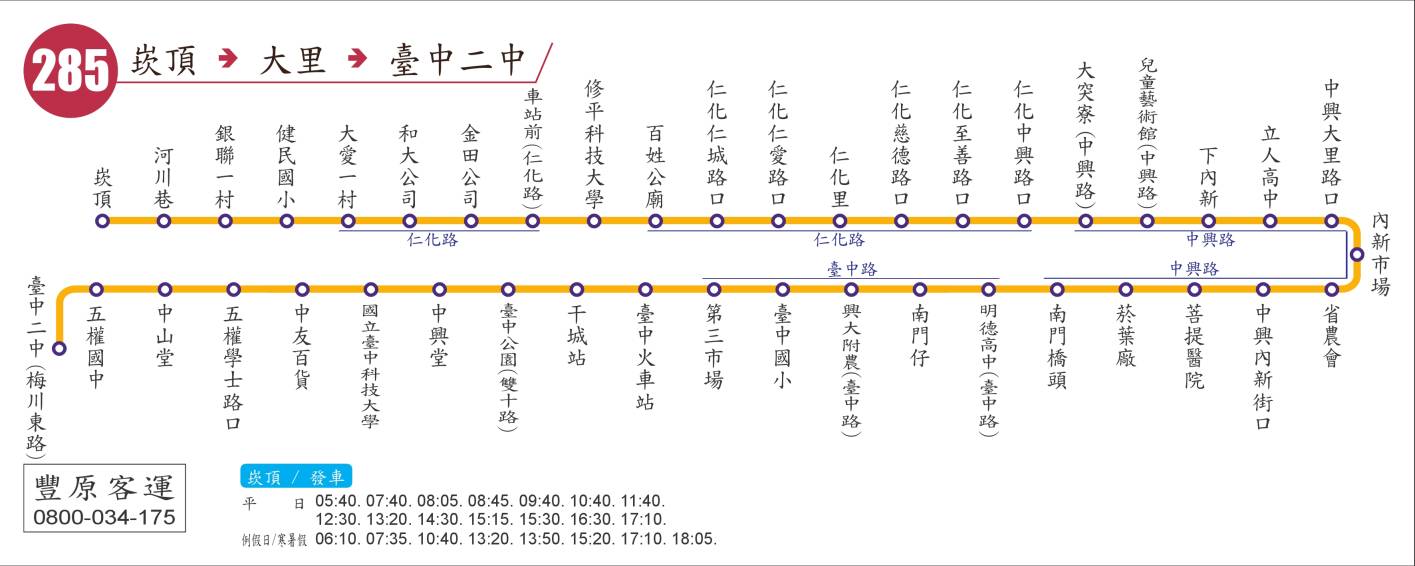 285 崁頂 ➔ 大里 ➔ 臺中二中
崁頂
河川巷
銀聯一村
健民國小
大愛一村
和大公司
金田公司
車站前(仁化路)
修平科技大學
百姓公廟
仁化仁城路口
仁化仁愛路口
仁化里
仁化慈德路口
仁化至善路口
仁化中興路口
大突寮(中興路)
兒童藝術館(中興路)
下內新
立人高中
中興大里路口
仁化路
仁化路
中興路
內新市場
臺中路
中興路
省農會
中興內新街口
菩提醫院
菸葉廠
南門橋頭
明德高中(臺中路)
南門仔
興大附農(臺中路)
臺中國小
第三市場
臺中火車站
干城站
臺中公園(雙十路)
中興堂
國立臺中科技大學
中友百貨
五權學士路口
中山堂
五權國中
臺中二中(梅川東路)
豐原客運
0800-034-175
崁頂 / 發車
平 日 05:40. 07:40. 08:05. 08:45. 09:40. 10:40. 11:40.
12:30. 13:20. 14:30. 15:15. 15:30. 16:30. 17:10.
例假日/寒暑假 06:10. 07:35. 10:40. 13:20. 13:50. 15:20. 17:10. 18:05.